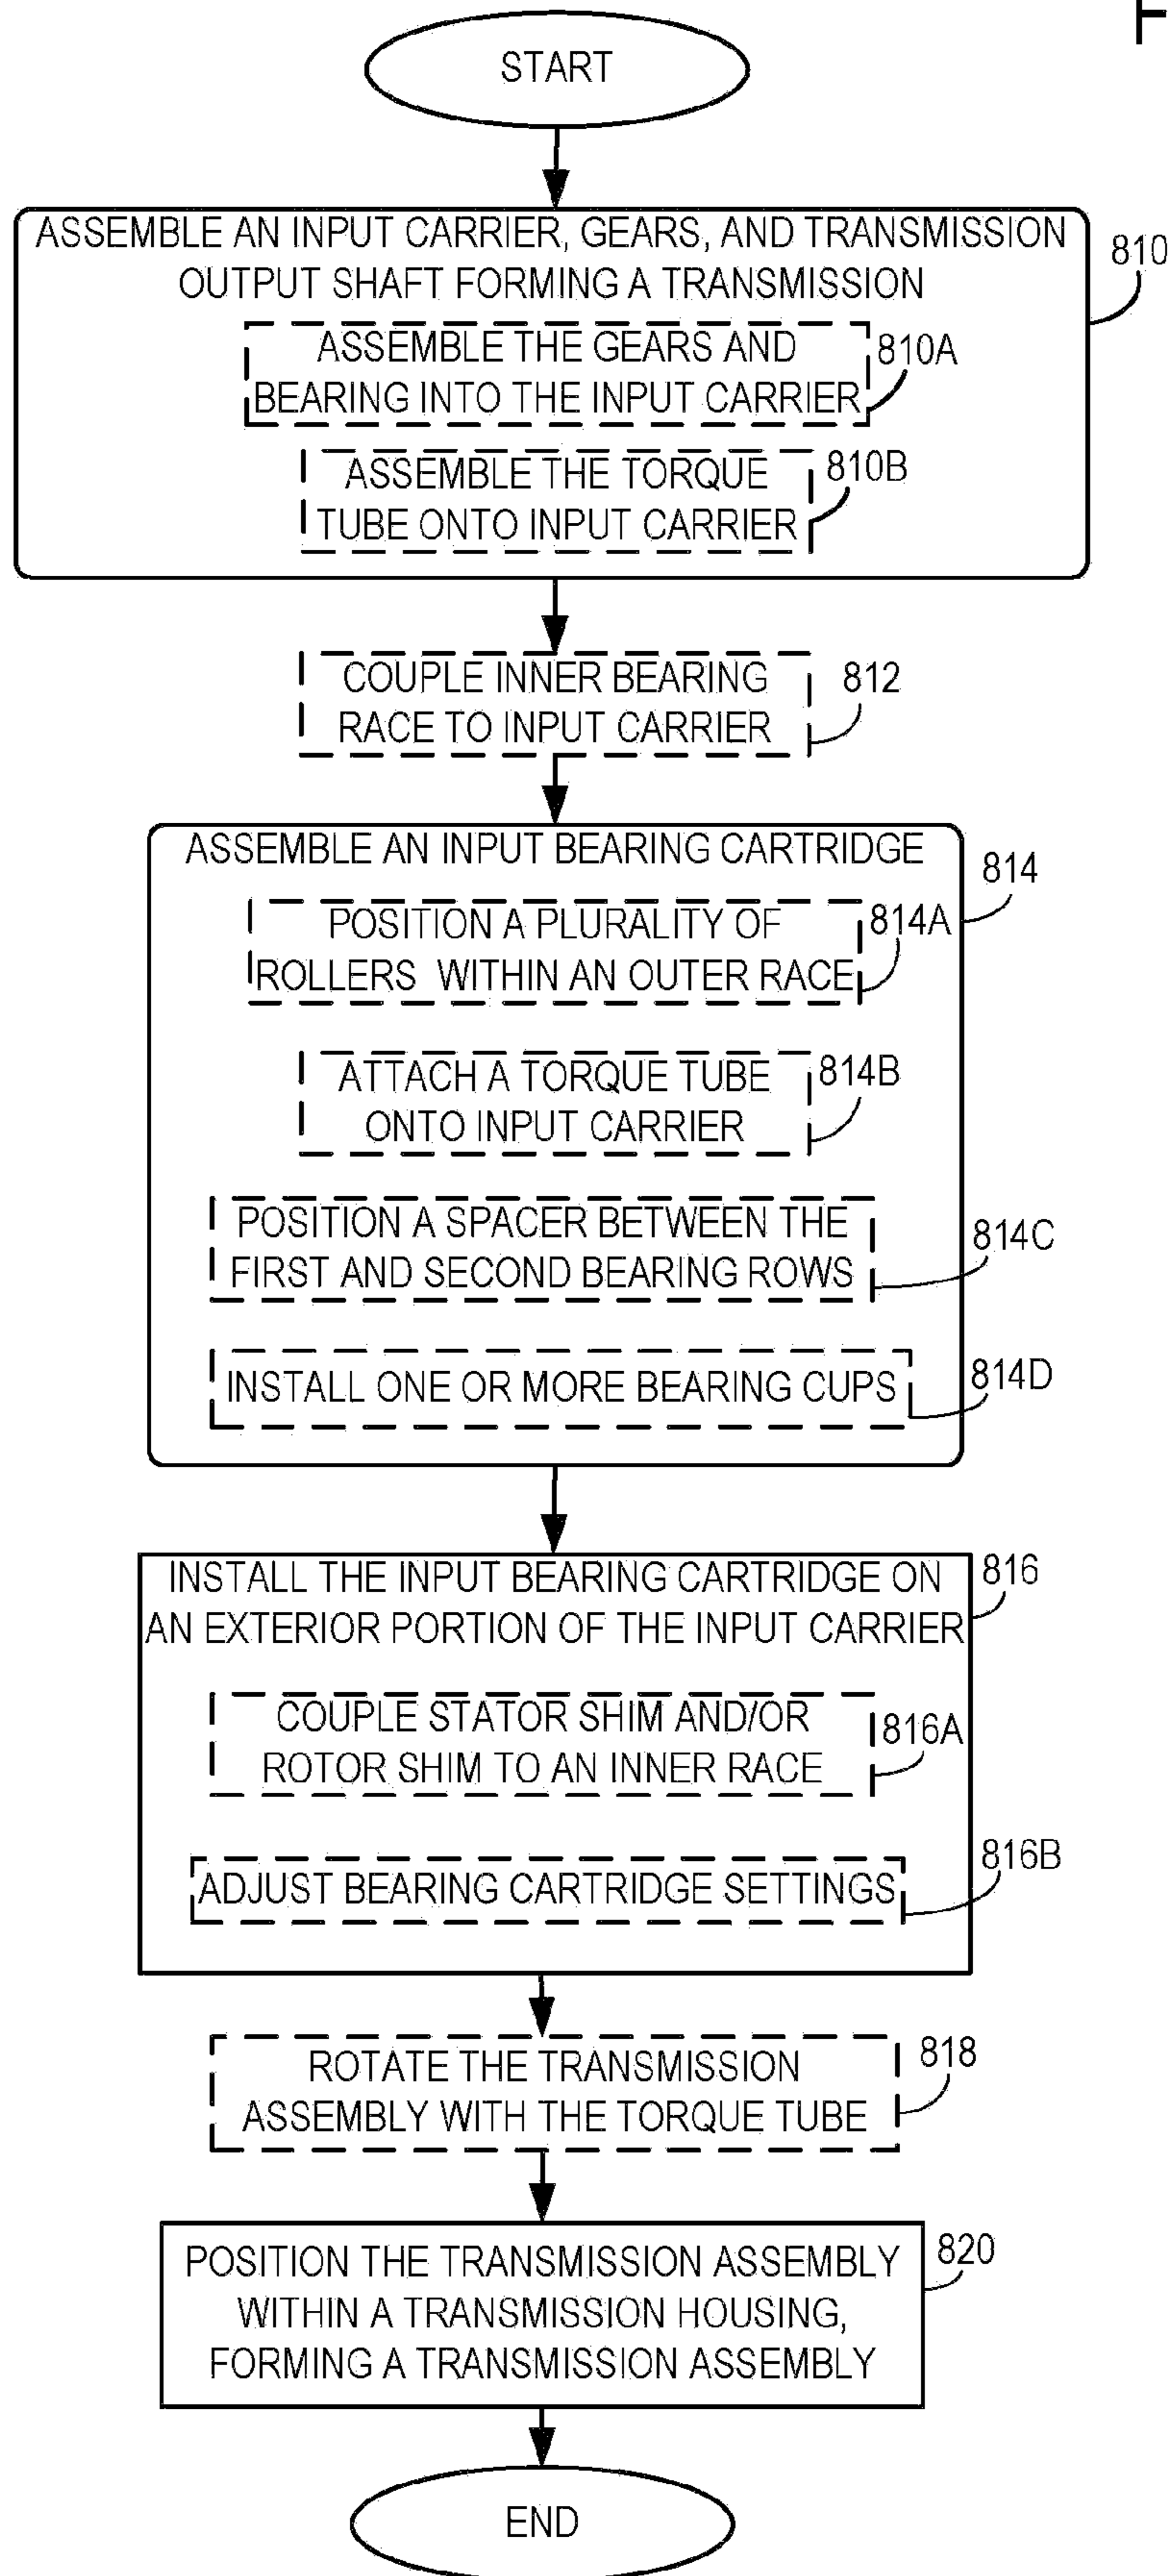 START
ASSEMBLE AN INPUT CARRIER, GEARS, AND TRANSMISSION
OUTPUT SHAFT FORMING A TRANSMISSION
810
ASSEMBLE THE GEARS AND
BEARING INTO THE INPUT CARRIER
810A
ASSEMBLE THE TORQUE
TUBE ONTO INPUT CARRIER
810B
COUPLE INNER BEARING
RACE TO INPUT CARRIER
812
ASSEMBLE AN INPUT BEARING CARTRIDGE
814
POSITION A PLURALITY OF
ROLLERS WITHIN AN OUTER RACE
814A
ATTACH A TORQUE TUBE
ONTO INPUT CARRIER
814B
POSITION A SPACER BETWEEN THE
FIRST AND SECOND BEARING ROWS
814C
INSTALL ONE OR MORE BEARING CUPS
814D
INSTALL THE INPUT BEARING CARTRIDGE ON
AN EXTERIOR PORTION OF THE INPUT CARRIER
816
COUPLE STATOR SHIM AND/OR
ROTOR SHIM TO AN INNER RACE
816A
ADJUST BEARING CARTRIDGE SETTINGS
816B
ROTATE THE TRANSMISSION
ASSEMBLY WITH THE TORQUE TUBE
818
POSITION THE TRANSMISSION ASSEMBLY
WITHIN A TRANSMISSION HOUSING,
FORMING A TRANSMISSION ASSEMBLY
820
END